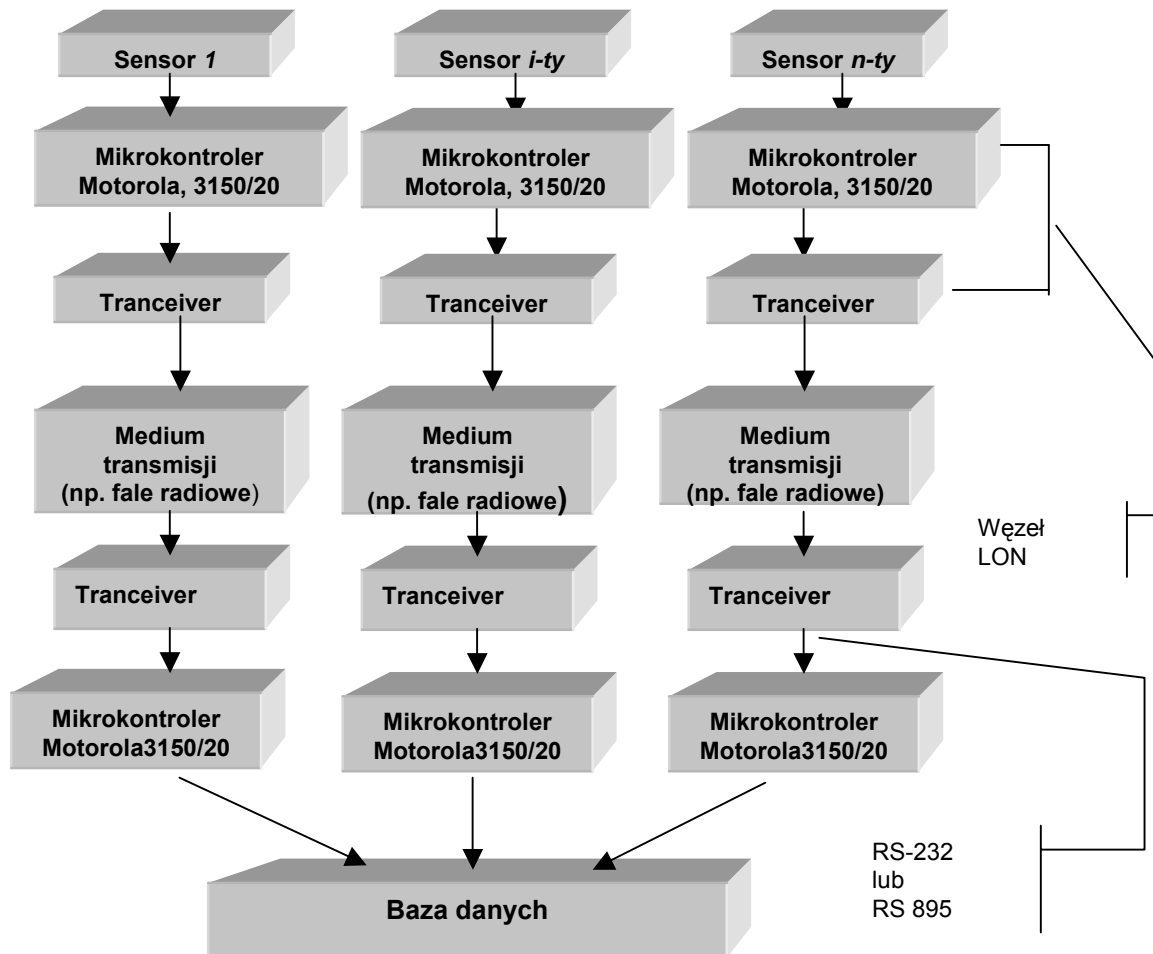 Sensor 1
Sensor i-ty
Sensor n-ty
Mikrokontroler
Motorola, 3150/20
Mikrokontroler
Motorola, 3150/20
Mikrokontroler
Motorola, 3150/20
Tranceiver
Tranceiver
Tranceiver
Medium
transmisji
(np. fale radiowe)
Medium
transmisji
(np. fale radiowe)
Medium
transmisji
(np. fale radiowe)
Węzeł
LON
Tranceiver
Tranceiver
Tranceiver
Mikrokontroler
Motorola3150/20
Mikrokontroler
Motorola3150/20
Mikrokontroler
Motorola3150/20
RS-232
lub
RS 895
Baza danych